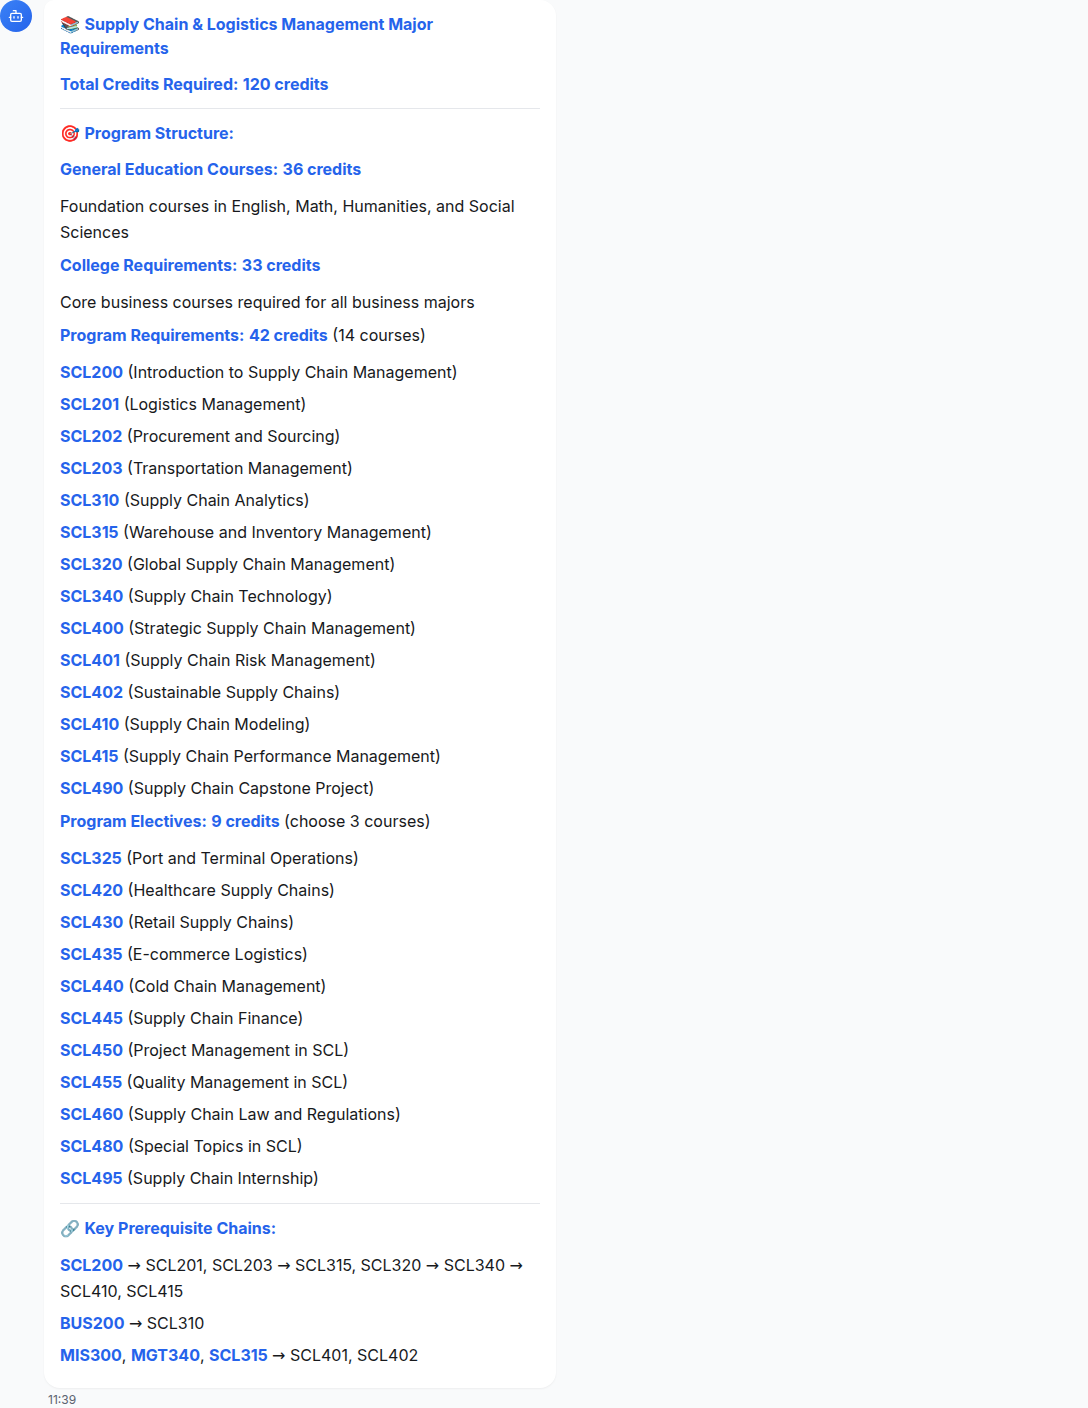 📚 Supply Chain & Logistics Management Major
Requirements
Total Credits Required: 120 credits
🎯 Program Structure:
General Education Courses: 36 credits
Foundation courses in English, Math, Humanities, and Social
Sciences
College Requirements: 33 credits
Core business courses required for all business majors
Program Requirements: 42 credits (14 courses)
SCL200 (Introduction to Supply Chain Management)
SCL201 (Logistics Management)
SCL202 (Procurement and Sourcing)
SCL203 (Transportation Management)
SCL310 (Supply Chain Analytics)
SCL315 (Warehouse and Inventory Management)
SCL320 (Global Supply Chain Management)
SCL340 (Supply Chain Technology)
SCL400 (Strategic Supply Chain Management)
SCL401 (Supply Chain Risk Management)
SCL402 (Sustainable Supply Chains)
SCL410 (Supply Chain Modeling)
SCL415 (Supply Chain Performance Management)
SCL490 (Supply Chain Capstone Project)
Program Electives: 9 credits (choose 3 courses)
SCL325 (Port and Terminal Operations)
SCL420 (Healthcare Supply Chains)
SCL430 (Retail Supply Chains)
SCL435 (E-commerce Logistics)
SCL440 (Cold Chain Management)
SCL445 (Supply Chain Finance)
SCL450 (Project Management in SCL)
SCL455 (Quality Management in SCL)
SCL460 (Supply Chain Law and Regulations)
SCL480 (Special Topics in SCL)
SCL495 (Supply Chain Internship)
🔗 Key Prerequisite Chains:
SCL200 → SCL201, SCL203 → SCL315, SCL320 → SCL340 →
SCL410, SCL415
BUS200 → SCL310
MIS300, MGT340, SCL315 → SCL401, SCL402
11:39